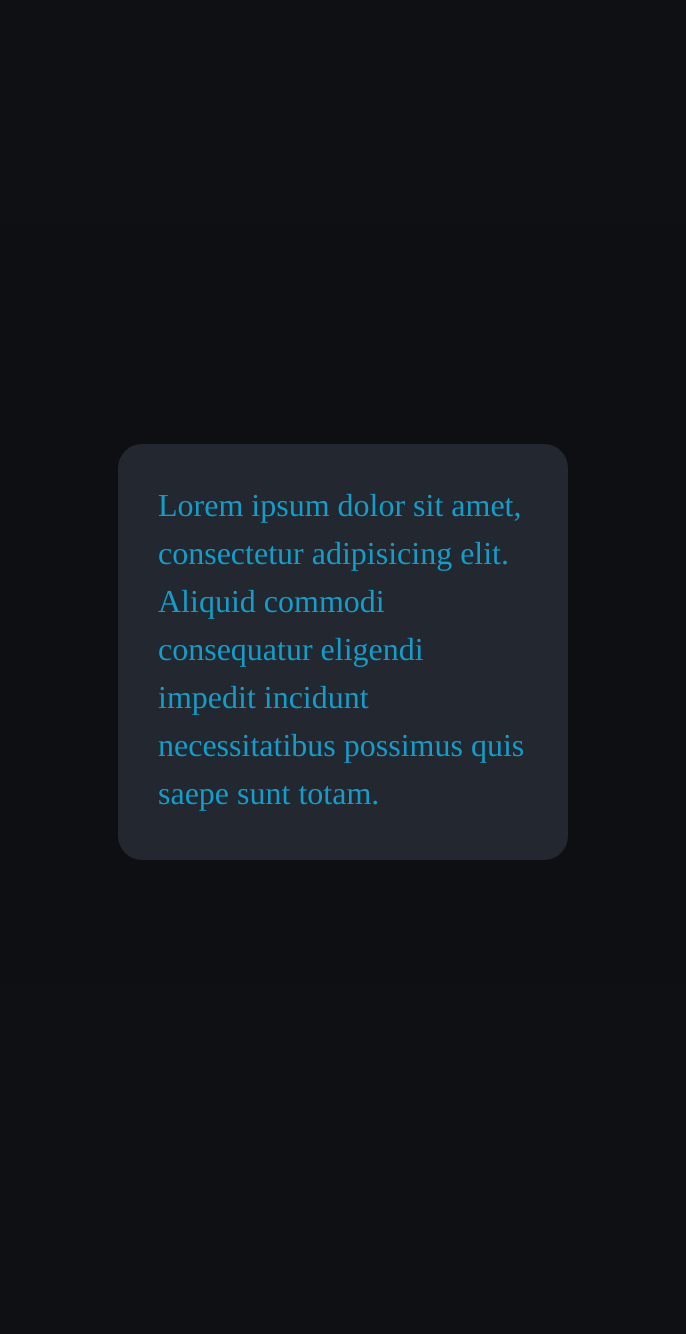 Lorem ipsum dolor sit amet,
consectetur adipisicing elit.
Aliquid commodi
consequatur eligendi
impedit incidunt
necessitatibus possimus quis
saepe sunt totam.